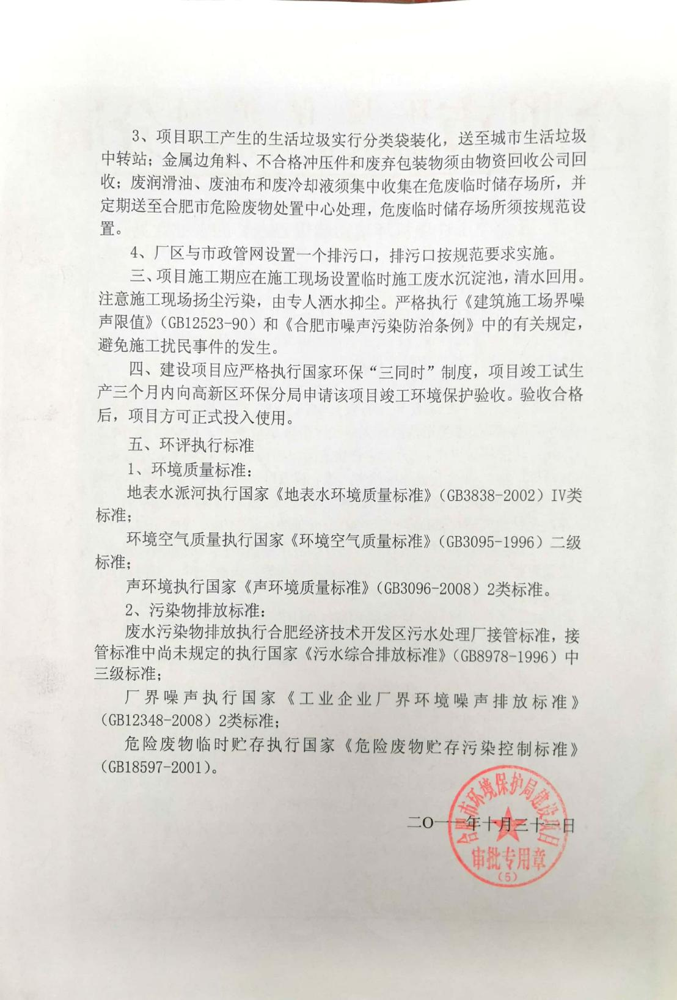 3、项目职工产生的生活垃圾实行分类袋装化，送至城市生活垃圾
中转站；金属边角料、不合格冲压件和废弃包装物须由物资回收公司回
收；废润滑油、废油布和废冷却液须集中收集在危废临时储存场所，并
定期送至合肥市危险废物处置中心处理，危废临时储存场所须按规范设
置。
4、厂区与市政管网设置一个排污口，排污口按规范要求实施。
三、项目施工期应在施工现场设置临时施工废水沉淀池，清水回用。
注意施工现场扬尘污染，由专人洒水抑尘。严格执行《建筑施工场界噪
声限值》（GB12523-90）和《合肥市噪声污染防治条例》中的有关规定，
避免施工扰民事件的发生。
四、建设项目应严格执行国家环保“三同时”制度，项目竣工试生
产三个月内向高新区环保分局申请该项目竣工环境保护验收。验收合格
后，项目方可正式投入使用。
五、环评执行标准
1、环境质量标准：
地表水派河执行国家《地表水环境质量标准》（GB3838-2002）IV类
标准；
环境空气质量执行国家《环境空气质量标准》（GB3095-1996）二级
标准；
声环境执行国家《声环境质量标准》（GB3096-2008）2类标准。
2、污染物排放标准：
废水污染物排放执行合肥经济技术开发区污水处理厂接管标准，接
管标准中尚未规定的执行国家《污水综合排放标准》（GB8978-1996）中
三级标准；
厂界噪声执行国家《工业企业厂界环境噪声排放标准》
（GB12348-2008）2类标准；
危险废物临时贮存执行国家《危险废物贮存污染控制标准》
（GB18597-2001）。
二〇一一年十月三十一日
合肥市环境保护局建设项目
审批专用章
（5）